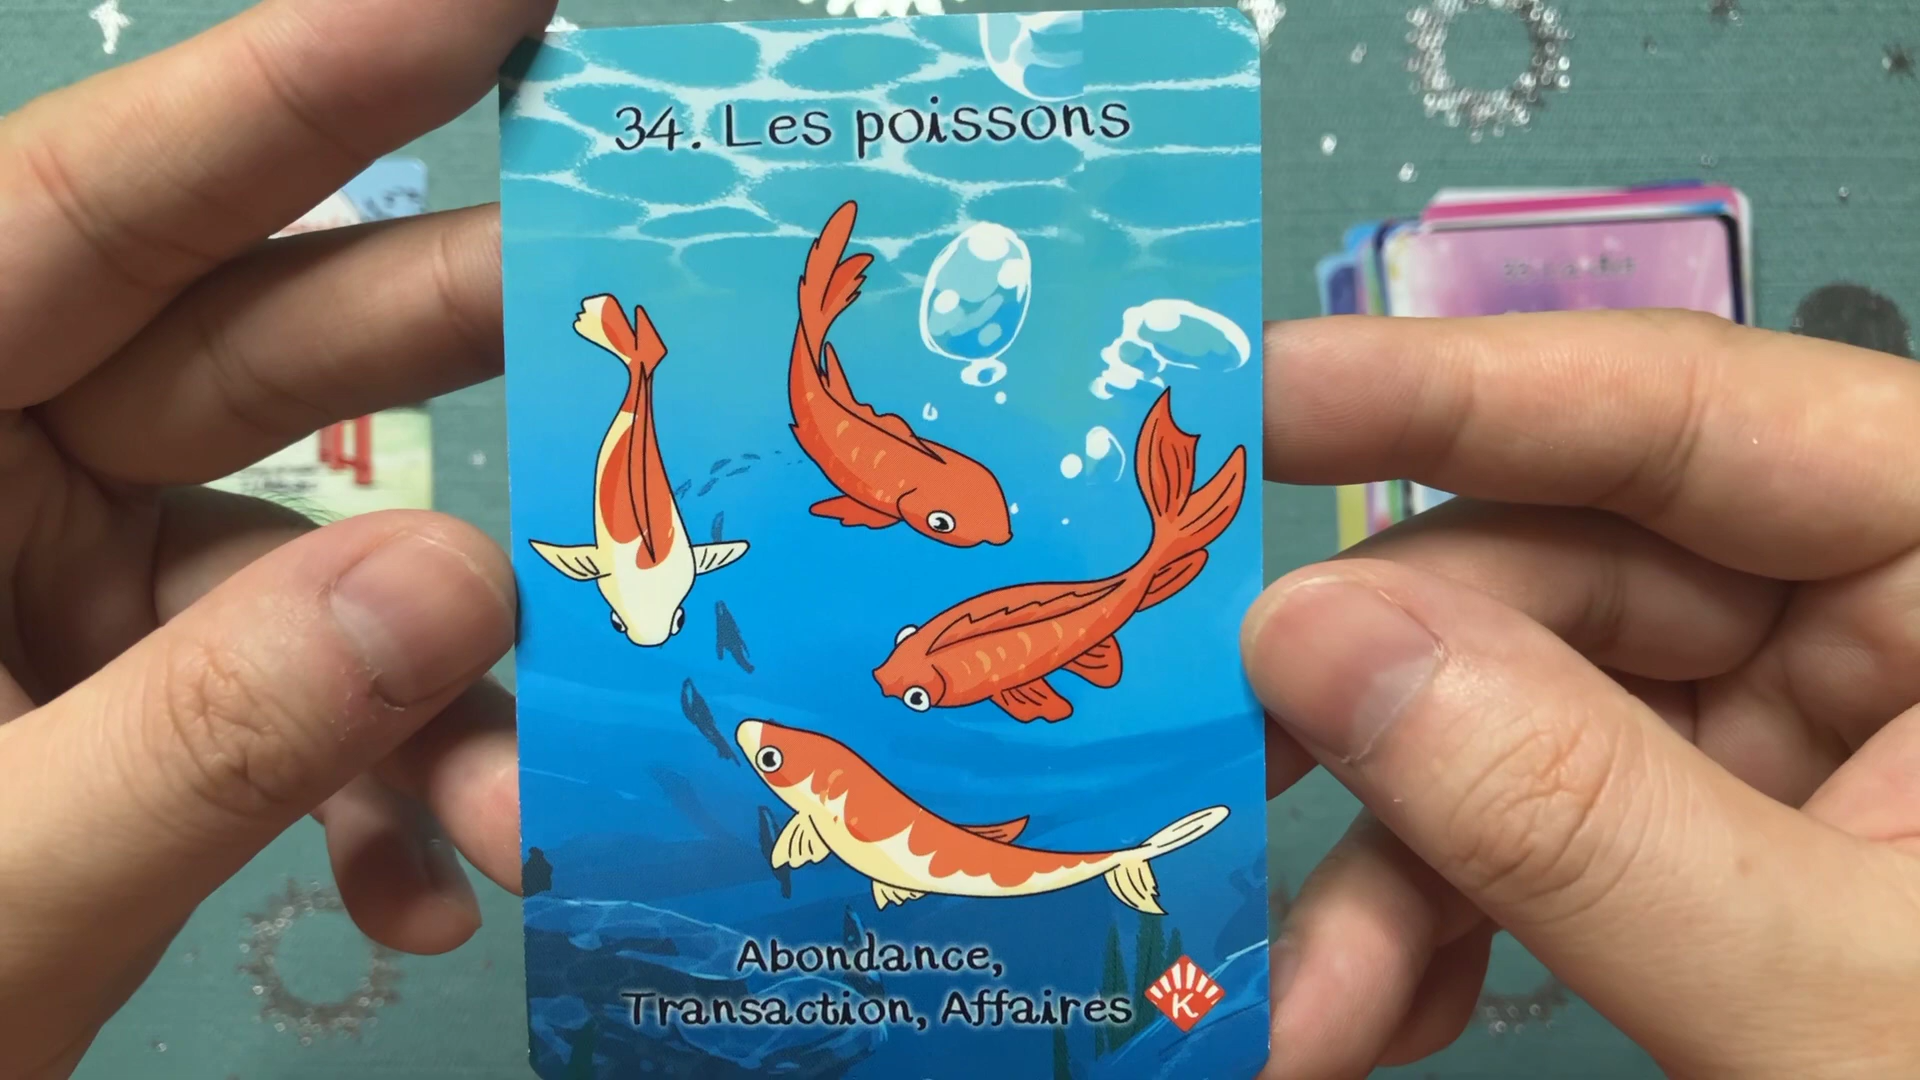 34. Les poissons
Abondance,
Transaction, Affaires
K